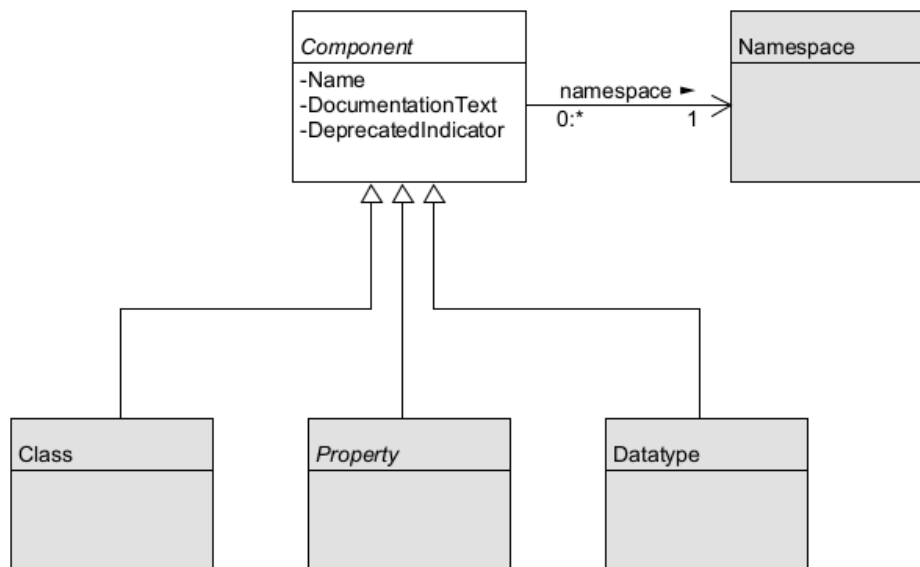 Component
-Name
-DocumentationText
-DeprecatedIndicator
namespace ►
0:*
1
Namespace
Class
Property
Datatype